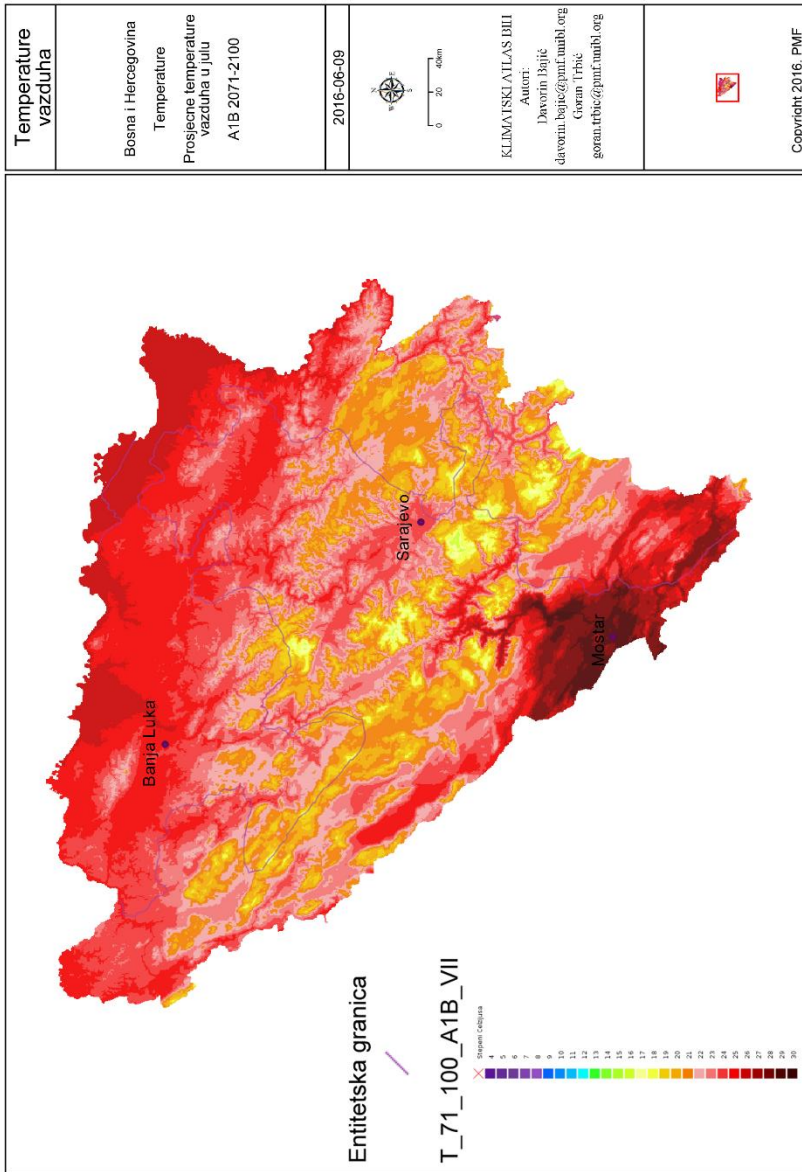 Temperature
vazduha
Bosna i Hercegovina
Temperature
Prosjecne temperature
vazduha u julu
A1B 2071-2100
2016-06-09
N
E
S
W
0 20 40km
KLIMATSKI ATLAS BIH
Autori:
Davorin Bajić
davorin.bajic@pmf.unibl.org
Goran Trbić
goran.trbic@pmf.unibl.org
Copyright 2016. PMF
Banja Luka
Sarajevo
Mostar
Entitetska granica
T_71_100_A1B_VII
Stepeni Celzijusa
4
5
6
7
8
9
10
11
12
13
14
15
16
17
18
19
20
21
22
23
24
25
26
27
28
29
30